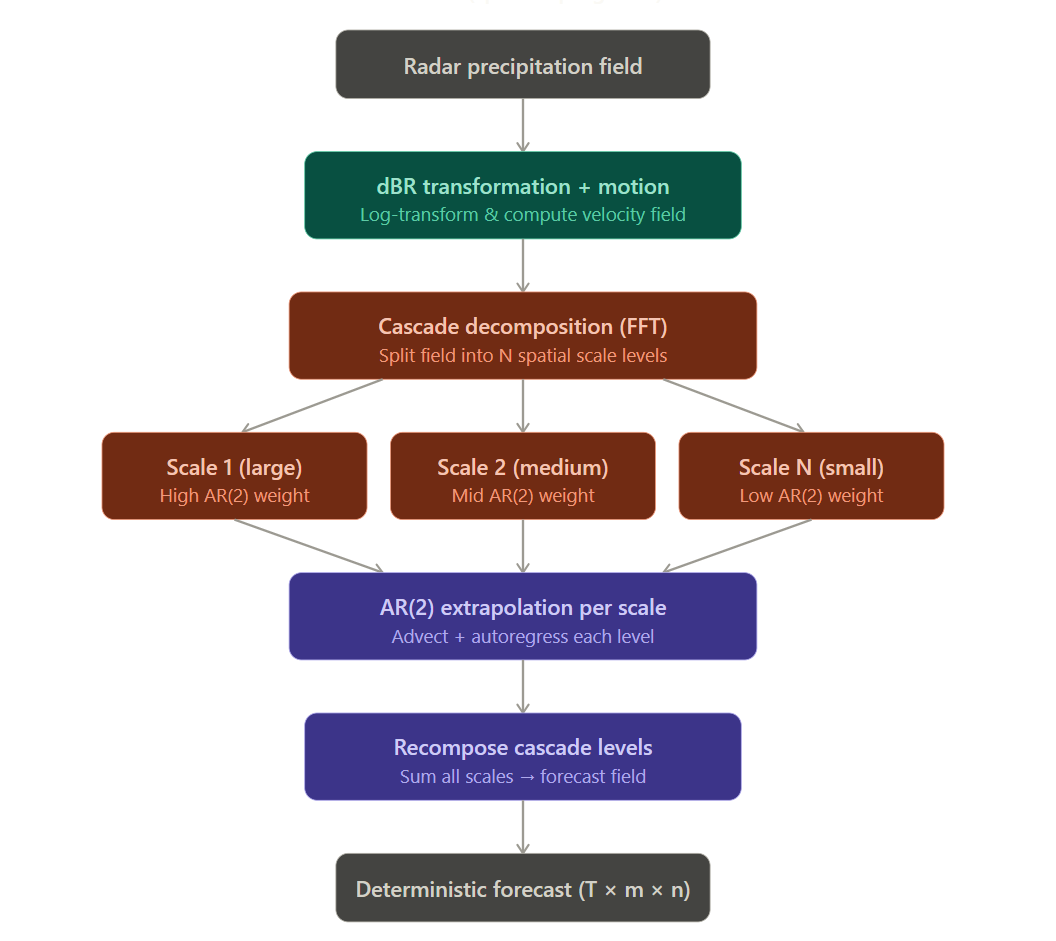 Radar precipitation field
dBR transformation + motion
Log-transform & compute velocity field
Cascade decomposition (FFT)
Split field into N spatial scale levels
Scale 1 (large)
High AR(2) weight
Scale 2 (medium)
Mid AR(2) weight
Scale N (small)
Low AR(2) weight
AR(2) extrapolation per scale
Advect + autoregress each level
Recompose cascade levels
Sum all scales → forecast field
Deterministic forecast (T × m × n)